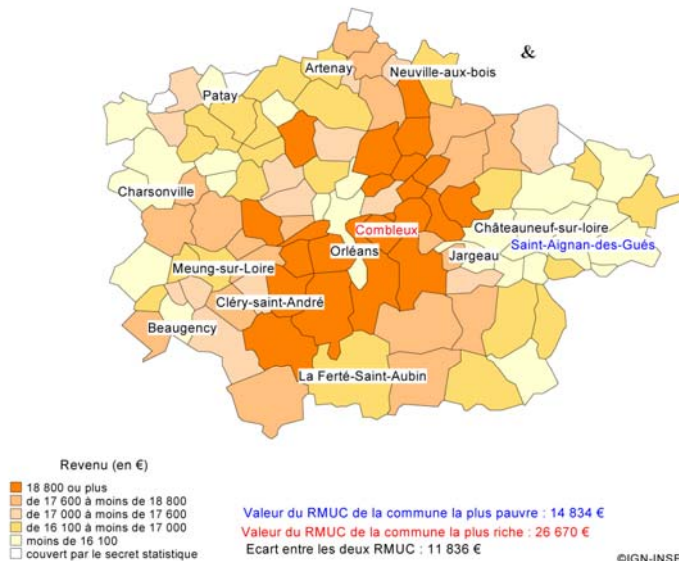 &
Artenay
Neuville-aux-bois
Patay
Charsonville
Combleux
Châteauneuf-sur-loire
Orléans
Saint-Aignan-des-Gués
Jargeau
Meung-sur-Loire
Cléry-saint-André
Beaugency
La Ferté-Saint-Aubin
Revenu (en €)
18 800 ou plus
de 17 600 à moins de 18 800
de 17 000 à moins de 17 600
de 16 100 à moins de 17 000
moins de 16 100
couvert par le secret statistique
Valeur du RMUC de la commune la plus pauvre : 14 834 €
Valeur du RMUC de la commune la plus riche : 26 670 €
Ecart entre les deux RMUC : 11 836 €
©IGN-INSE